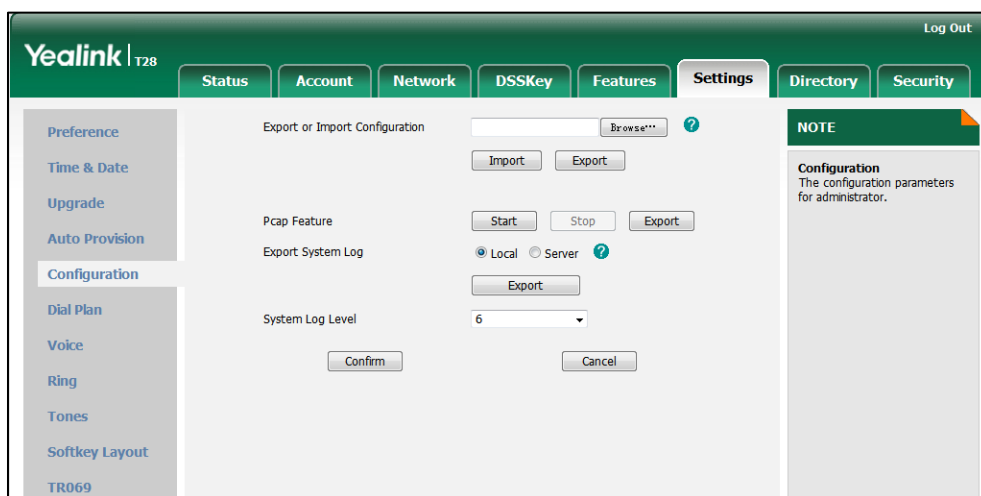 Log Out
Yealink T28
Status Account Network DSSKey Features Settings Directory Security
Preference
Time & Date
Upgrade
Auto Provision
Configuration
Dial Plan
Voice
Ring
Tones
Softkey Layout
TR069
Export or Import Configuration Browse... ?
Import Export
Pcap Feature Start Stop Export
Export System Log Local Server ?
Export
System Log Level 6
Confirm Cancel
NOTE
Configuration
The configuration parameters
for administrator.